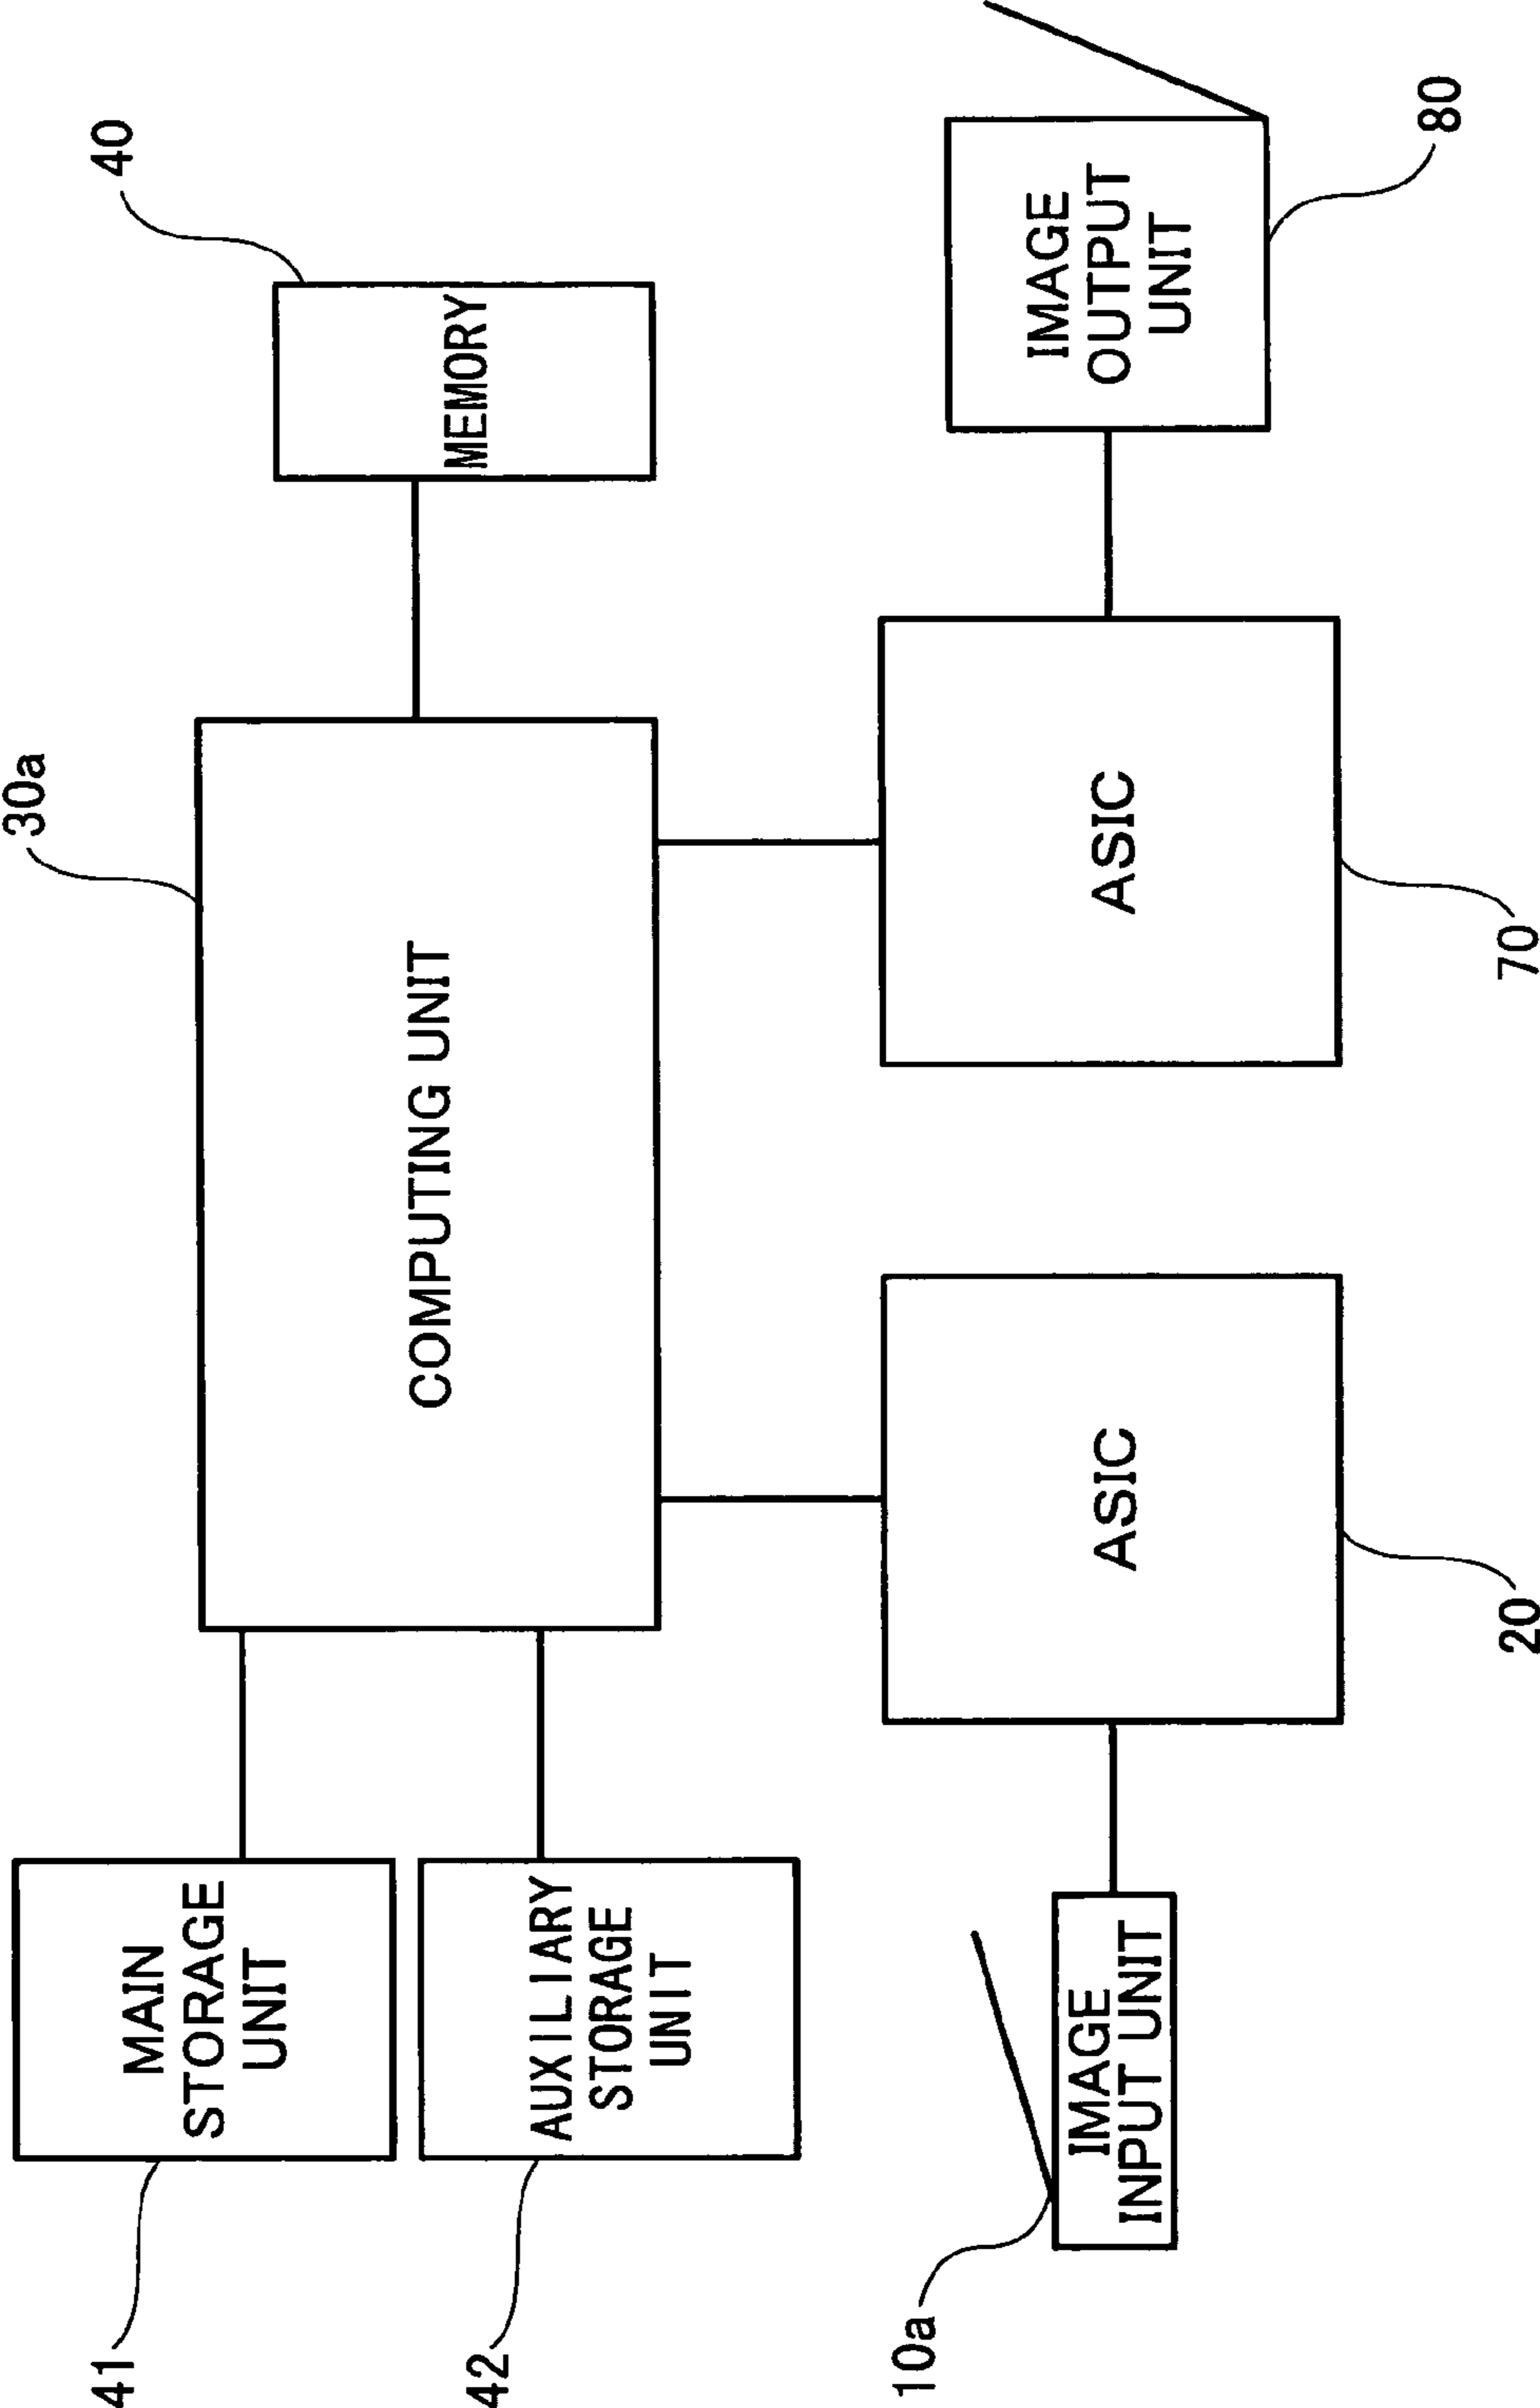 30a
41
40
MAIN
STORAGE
UNIT
COMPUTING UNIT
MEMORY
42
AUXILIARY
STORAGE
UNIT
10a
IMAGE
INPUT UNIT
ASIC
ASIC
IMAGE
OUTPUT
UNIT
80
20
70